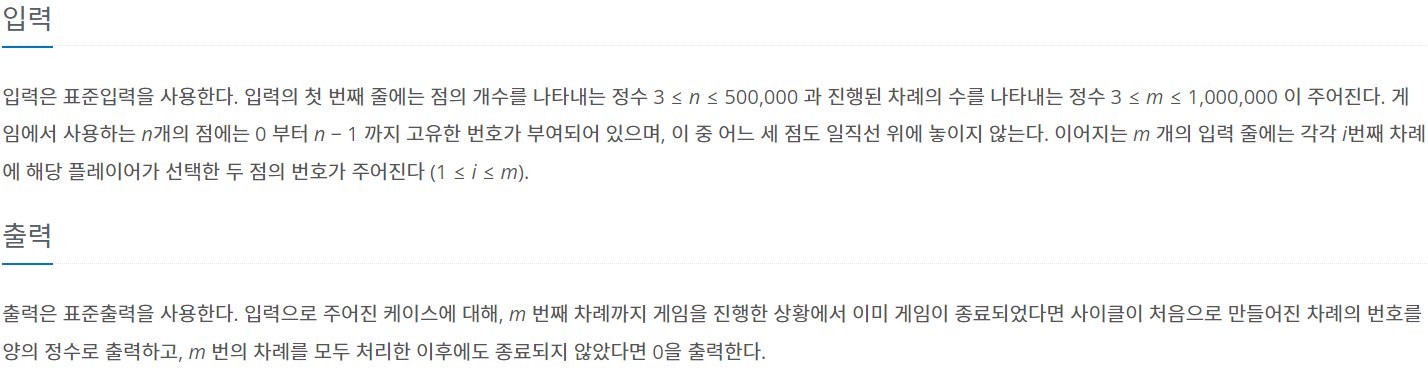 입력
입력은 표준입력을 사용한다. 입력의 첫 번째 줄에는 점의 개수를 나타내는 정수 3 ≤ n ≤ 500,000 과 진행된 차례의 수를 나타내는 정수 3 ≤ m ≤ 1,000,000 이 주어진다. 게
임에서 사용하는 n개의 점에는 0 부터 n − 1 까지 고유한 번호가 부여되어 있으며, 이 중 어느 세 점도 일직선 위에 놓이지 않는다. 이어지는 m 개의 입력 줄에는 각각 i번째 차례
에 해당 플레이어가 선택한 두 점의 번호가 주어진다 (1 ≤ i ≤ m).
출력
출력은 표준출력을 사용한다. 입력으로 주어진 케이스에 대해, m 번째 차례까지 게임을 진행한 상황에서 이미 게임이 종료되었다면 사이클이 처음으로 만들어진 차례의 번호를
양의 정수로 출력하고, m 번의 차례를 모두 처리한 이후에도 종료되지 않았다면 0을 출력한다.